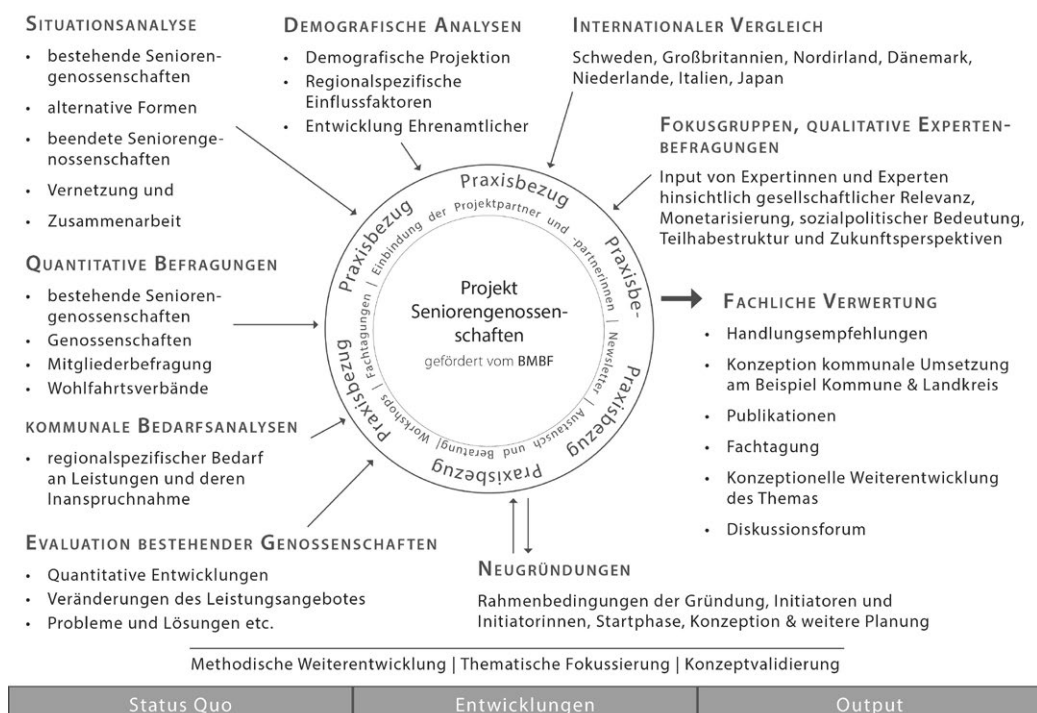 SITUATIONSANALYSE
• bestehende Senioren-
genossenschaften
• alternative Formen
• beendete Seniorenge-
nossenschaften
• Vernetzung und
• Zusammenarbeit
DEMOGRAFISCHE ANALYSEN
• Demografische Projektion
• Regionalspezifische
Einflussfaktoren
• Entwicklung Ehrenamtlicher
INTERNATIONALER VERGLEICH
Schweden, Großbritannien, Nordirland, Dänemark,
Niederlande, Italien, Japan
FOKUSGRUPPEN, QUALITATIVE EXPERTEN-
BEFRAGUNGEN
Input von Expertinnen und Experten
hinsichtlich gesellschaftlicher Relevanz,
Monetarisierung, sozialpolitischer Bedeutung,
Teilhabestruktur und Zukunftsperspektiven
QUANTITATIVE BEFRAGUNGEN
• bestehende Senioren-
genossenschaften
• Genossenschaften
• Mitgliederbefragung
• Wohlfahrtsverbände
Praxisbezug
Praxisbezug
Praxisbe-
Praxisbezug
Praxisbezug
Praxisbezug
Fachtagungen | Einbindung der Projektpartner und -partnerinnen | Newsletter | Austausch und Beratung| Workshops |
Projekt
Seniorengenossen-
schaften
gefördert vom BMBF
FACHLICHE VERWERTUNG
• Handlungsempfehlungen
• Konzeption kommunale Umsetzung
am Beispiel Kommune & Landkreis
• Publikationen
• Fachtagung
• Konzeptionelle Weiterentwicklung
des Themas
• Diskussionsforum
KOMMUNALE BEDARFSANALYSEN
• regionalspezifischer Bedarf
an Leistungen und deren
Inanspruchnahme
EVALUATION BESTEHENDER GENOSSENSCHAFTEN
• Quantitative Entwicklungen
• Veränderungen des Leistungsangebotes
• Probleme und Lösungen etc.
NEUGRÜNDUNGEN
Rahmenbedingungen der Gründung, Initiatoren und
Initiatorinnen, Startphase, Konzeption & weitere Planung
Methodische Weiterentwicklung | Thematische Fokussierung | Konzeptvalidierung
Status Quo
Entwicklungen
Output